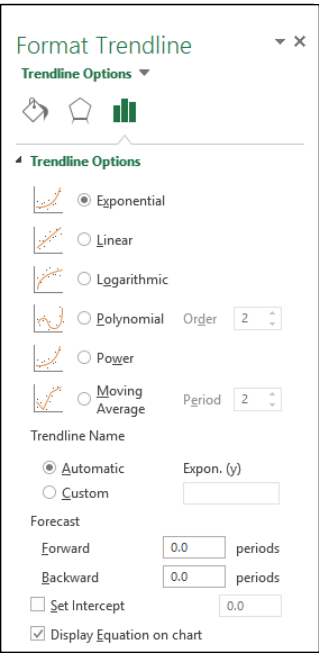 Format Trendline
Trendline Options
Trendline Options
Exponential
Linear
Logarithmic
Polynomial Order 2
Power
Moving Average Period 2
Trendline Name
Automatic Expon. (y)
Custom
Forecast
Forward 0.0 periods
Backward 0.0 periods
Set Intercept 0.0
Display Equation on chart